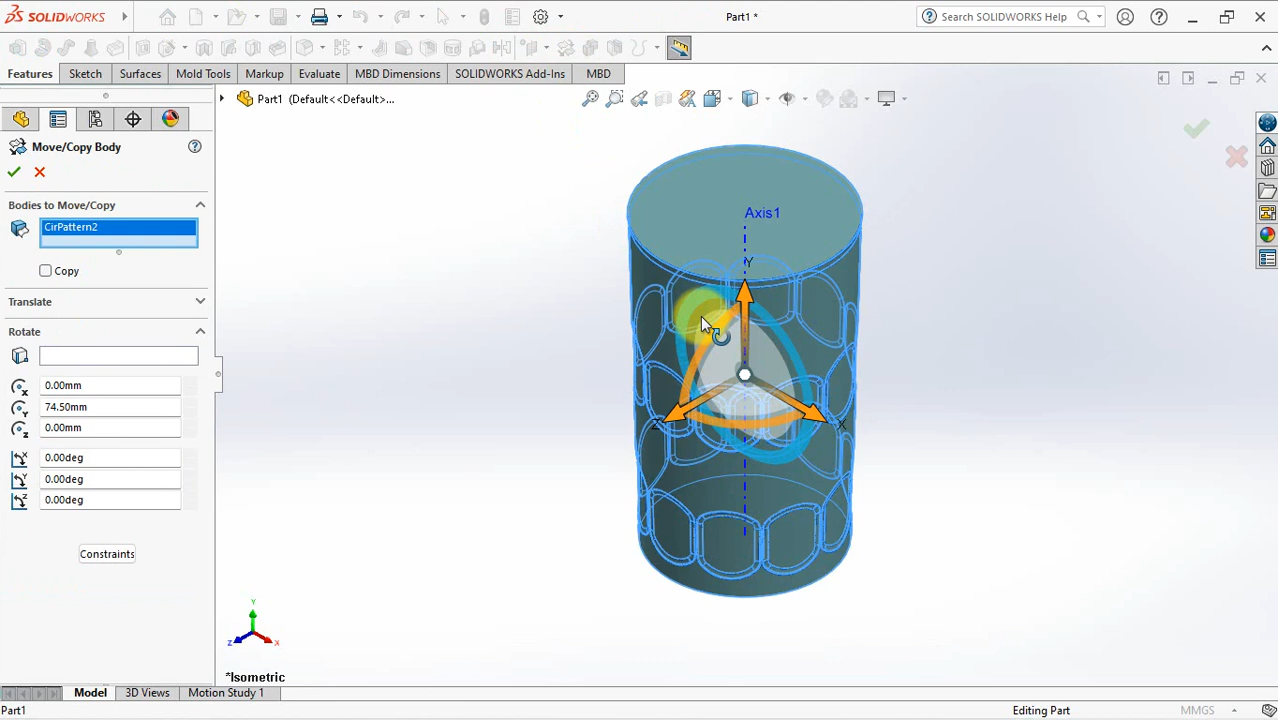 SOLIDWORKS
Part1 *
Search SOLIDWORKS Help
Features
Sketch
Surfaces
Mold Tools
Markup
Evaluate
MBD Dimensions
SOLIDWORKS Add-Ins
MBD
Part1 (Default<<Default>...
Move/Copy Body
Bodies to Move/Copy
CirPattern2
Copy
Translate
Rotate
0.00mm
74.50mm
0.00mm
0.00deg
0.00deg
0.00deg
Constraints
Axis1
Y
Z
X
Y
Z
X
*Isometric
Model
3D Views
Motion Study 1
Part1
Editing Part
MMGS